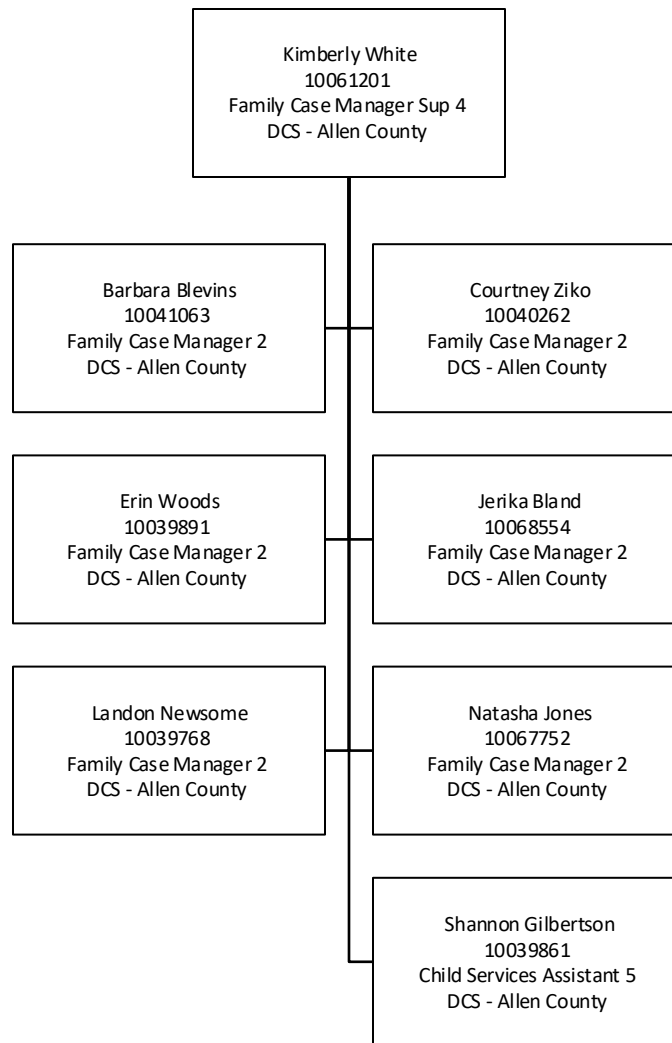 Kimberly White
10061201
Family Case Manager Sup 4
DCS - Allen County
Barbara Blevins
10041063
Family Case Manager 2
DCS - Allen County
Courtney Ziko
10040262
Family Case Manager 2
DCS - Allen County
Erin Woods
10039891
Family Case Manager 2
DCS - Allen County
Jerika Bland
10068554
Family Case Manager 2
DCS - Allen County
Landon Newsome
10039768
Family Case Manager 2
DCS - Allen County
Natasha Jones
10067752
Family Case Manager 2
DCS - Allen County
Shannon Gilbertson
10039861
Child Services Assistant 5
DCS - Allen County